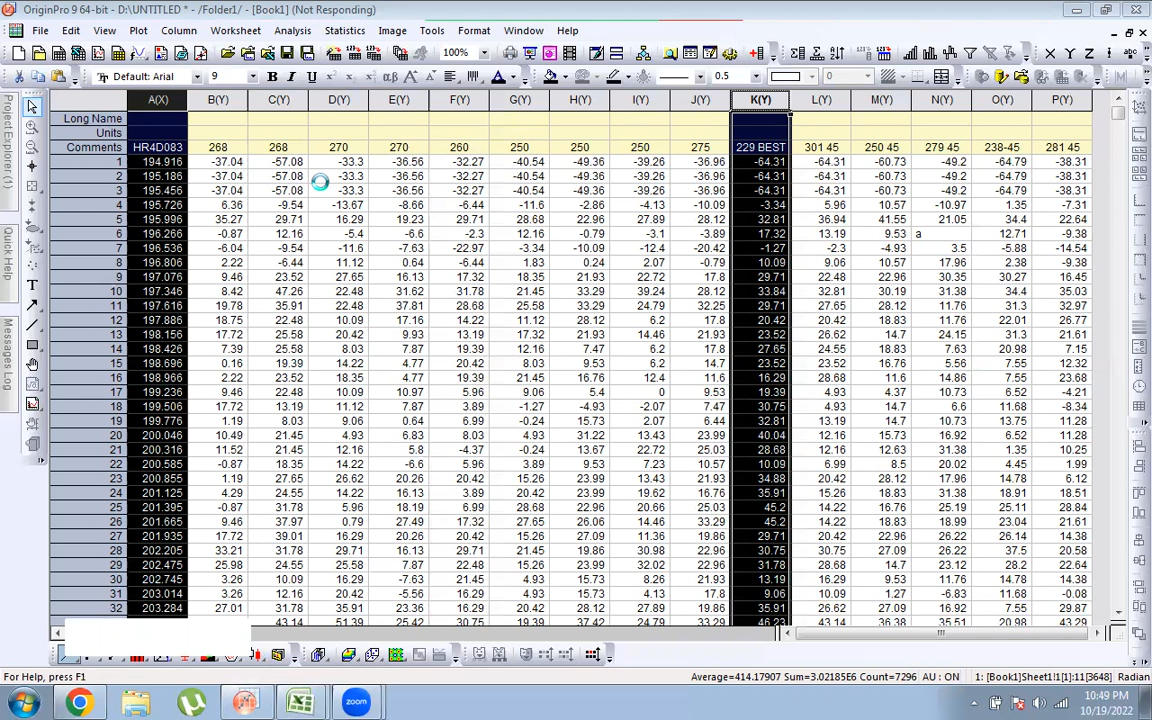 OriginPro 9 64-bit - D:\UNTITLED * - /Folder1/ - [Book1] (Not Responding)
File Edit View Plot Column Worksheet Analysis Statistics Image Tools Format Window Help
100%
Default: Arial 9 B I U 0.5 0
A(X) B(Y) C(Y) D(Y) E(Y) F(Y) G(Y) H(Y) I(Y) J(Y) K(Y) L(Y) M(Y) N(Y) O(Y) P(Y)
Long Name
Units
Comments HR4D083 268 268 270 270 260 250 250 250 275 229 BEST 301 45 250 45 279 45 238-45 281 45
1 194.916 -37.04 -57.08 -33.3 -36.56 -32.27 -40.54 -49.36 -39.26 -36.96 -64.31 -64.31 -60.73 -49.2 -64.79 -38.31
2 195.186 -37.04 -57.08 -33.3 -36.56 -32.27 -40.54 -49.36 -39.26 -36.96 -64.31 -64.31 -60.73 -49.2 -64.79 -38.31
3 195.456 -37.04 -57.08 -33.3 -36.56 -32.27 -40.54 -49.36 -39.26 -36.96 -64.31 -64.31 -60.73 -49.2 -64.79 -38.31
4 195.726 6.36 -9.54 -13.67 -8.66 -6.44 -11.6 -2.86 -4.13 -10.09 -3.34 5.96 10.57 -10.97 1.35 -7.31
5 195.996 35.27 29.71 16.29 19.23 29.71 28.68 22.96 27.89 28.12 32.81 36.94 41.55 21.05 34.4 22.64
6 196.266 -0.87 12.16 -5.4 -6.6 -2.3 12.16 -0.79 -3.1 -3.89 17.32 13.19 9.53 a 12.71 -9.38
7 196.536 -6.04 -9.54 -11.6 -7.63 -22.97 -3.34 -10.09 -12.4 -20.42 -1.27 -2.3 -4.93 3.5 -5.88 -14.54
8 196.806 2.22 -6.44 11.12 0.64 -6.44 1.83 0.24 2.07 -0.79 10.09 9.06 10.57 17.96 2.38 -9.38
9 197.076 9.46 23.52 27.65 16.13 17.32 18.35 21.93 22.72 17.8 29.71 22.48 22.96 30.35 30.27 16.45
10 197.346 8.42 47.26 22.48 31.62 31.78 21.45 33.29 39.24 28.12 33.84 32.81 30.19 31.38 34.4 35.03
11 197.616 19.78 35.91 22.48 37.81 28.68 25.58 33.29 24.79 32.25 29.71 27.65 28.12 11.76 31.3 32.97
12 197.886 18.75 22.48 10.09 17.16 14.22 11.12 28.12 6.2 17.8 20.42 20.42 18.83 11.76 22.01 26.77
13 198.156 17.72 25.58 20.42 9.93 13.19 17.32 21.93 14.46 21.93 23.52 26.62 14.7 24.15 31.3 21.61
14 198.426 7.39 26.61 8.03 7.87 19.39 12.16 7.47 6.2 17.8 27.65 24.55 18.83 7.63 20.98 7.15
15 198.696 0.16 19.39 14.22 4.77 20.42 8.03 9.53 6.2 14.7 23.52 23.52 16.76 5.56 7.55 12.32
16 198.966 2.22 22.48 18.35 4.77 19.39 21.45 16.76 12.4 11.6 16.29 28.68 11.6 14.86 7.55 23.68
17 199.236 9.46 22.48 10.09 10.97 12.16 9.06 5.4 0 9.53 19.39 4.93 4.37 10.73 6.52 -4.21
18 199.506 17.72 13.19 11.12 7.87 3.89 -1.27 -4.93 -2.07 7.47 30.75 4.93 14.7 6.6 11.68 -8.34
19 199.776 1.19 8.03 9.06 0.64 6.99 -0.24 15.73 2.07 6.44 32.81 13.19 14.7 10.73 13.75 11.28
20 200.046 10.49 21.45 4.93 6.83 8.03 4.93 31.22 13.43 23.99 40.04 12.16 15.73 16.92 6.52 11.28
21 200.316 11.52 21.45 12.16 5.8 -4.37 -0.24 13.67 22.72 25.03 28.68 12.16 12.63 31.38 1.35 10.25
22 200.585 -0.87 18.35 14.22 -6.6 5.96 3.89 9.53 7.23 10.57 10.09 6.99 8.5 20.02 4.45 1.99
23 200.855 1.19 27.65 26.62 20.26 20.42 15.26 23.99 13.43 21.93 34.88 20.42 28.12 17.96 14.78 6.12
24 201.125 4.29 24.55 14.22 16.13 3.89 20.42 23.99 19.62 16.76 35.91 15.26 28.12 31.38 18.91 18.51
25 201.395 -0.87 31.78 5.96 18.19 6.99 28.68 22.96 20.66 25.03 45.2 14.22 16.76 25.19 25.11 28.84
26 201.665 9.46 37.97 0.79 27.49 17.32 27.65 26.06 14.46 33.29 45.2 14.22 18.83 18.99 23.04 21.61
27 201.935 17.72 39.01 16.29 26.46 20.42 15.26 27.09 11.36 19.86 29.71 20.42 22.96 23.12 26.14 14.38
28 202.205 33.21 31.78 29.71 16.13 16.29 21.45 19.86 30.98 22.96 30.75 30.75 27.09 22.06 37.5 20.58
29 202.475 25.98 14.22 25.58 7.87 22.48 14.22 9.53 32.02 22.96 31.78 28.68 14.7 23.12 28.2 22.64
30 202.745 3.26 10.09 16.29 -7.63 21.45 4.93 15.73 8.26 21.93 13.19 16.29 9.53 11.76 14.78 14.38
31 203.014 3.26 12.16 20.42 -5.56 9.06 4.93 15.73 4.13 17.8 9.06 10.09 1.27 -6.83 11.68 -0.08
32 203.284 27.01 31.78 35.91 23.36 16.29 20.42 28.12 27.89 19.86 35.91 26.62 27.09 11.76 7.55 29.87
43.14 51.39 25.42 30.75 19.39 37.42 24.79 32.25 46.23 34.88 36.38 35.51 26.14 38.13
Project Explorer (1)
Quick Help
Messages Log
For Help, press F1
Average=414.17907 Sum=3.021856 Count=7296 AU : ON 1: [Book1]Sheet1!1[1]:11[3648] Radian
zoom
10:49 PM
10/19/2022